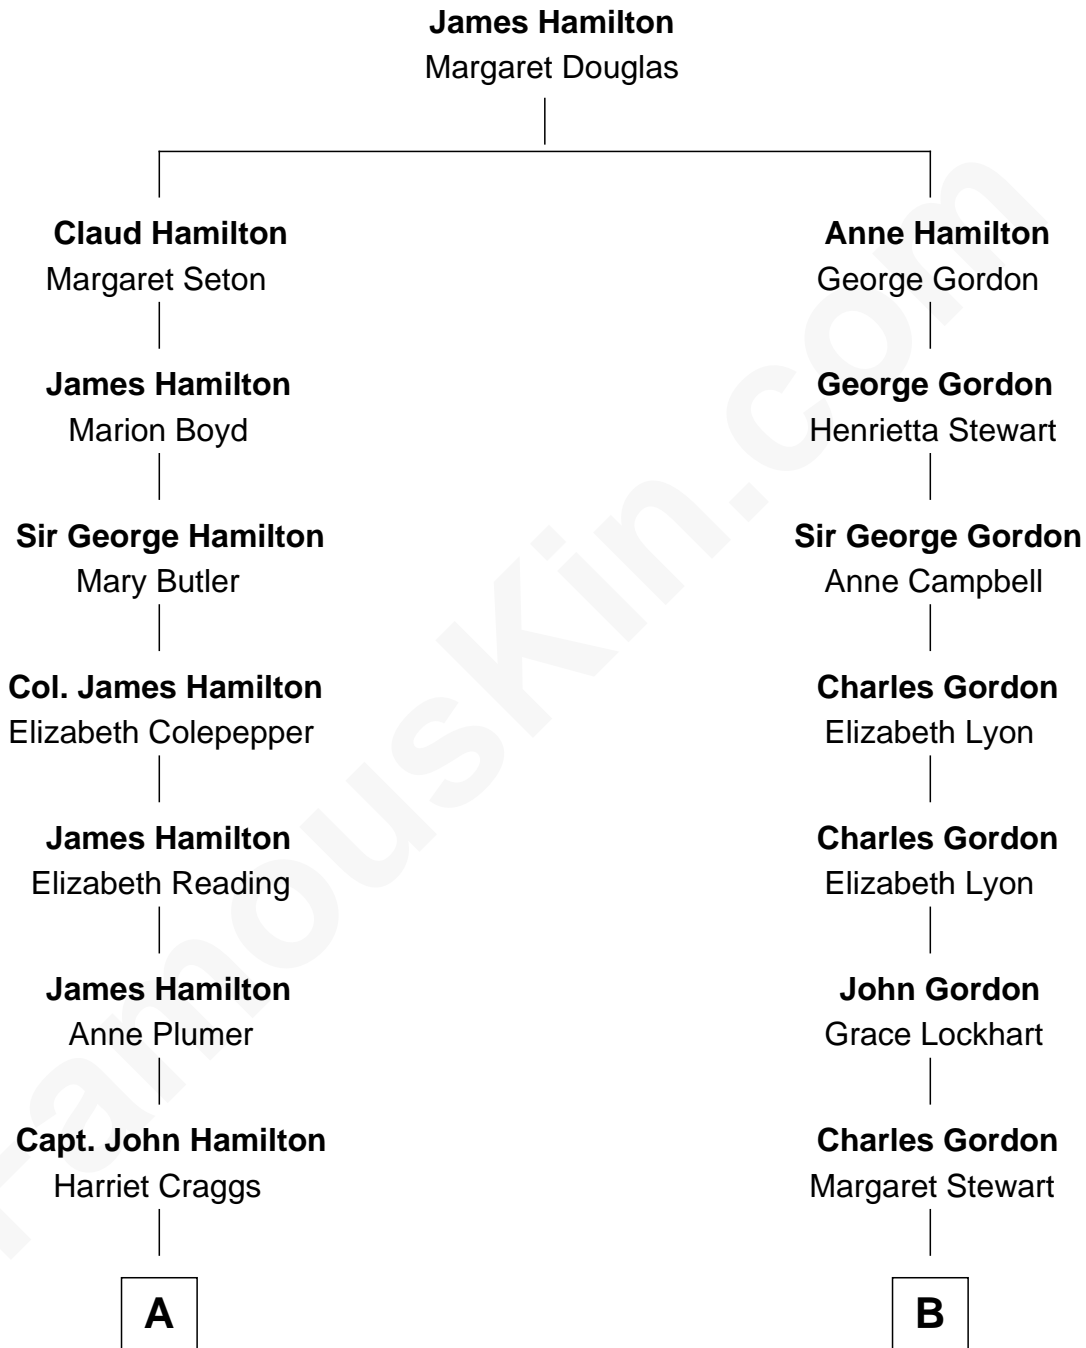 James Hamilton
Margaret Douglas
Claud Hamilton
Margaret Seton
Anne Hamilton
George Gordon
James Hamilton
Marion Boyd
George Gordon
Henrietta Stewart
Sir George Hamilton
Mary Butler
Sir George Gordon
Anne Campbell
Col. James Hamilton
Elizabeth Colepepper
Charles Gordon
Elizabeth Lyon
James Hamilton
Elizabeth Reading
Charles Gordon
Elizabeth Lyon
James Hamilton
Anne Plumer
John Gordon
Grace Lockhart
Capt. John Hamilton
Harriet Craggs
Charles Gordon
Margaret Stewart
A
B
FamousKin.com